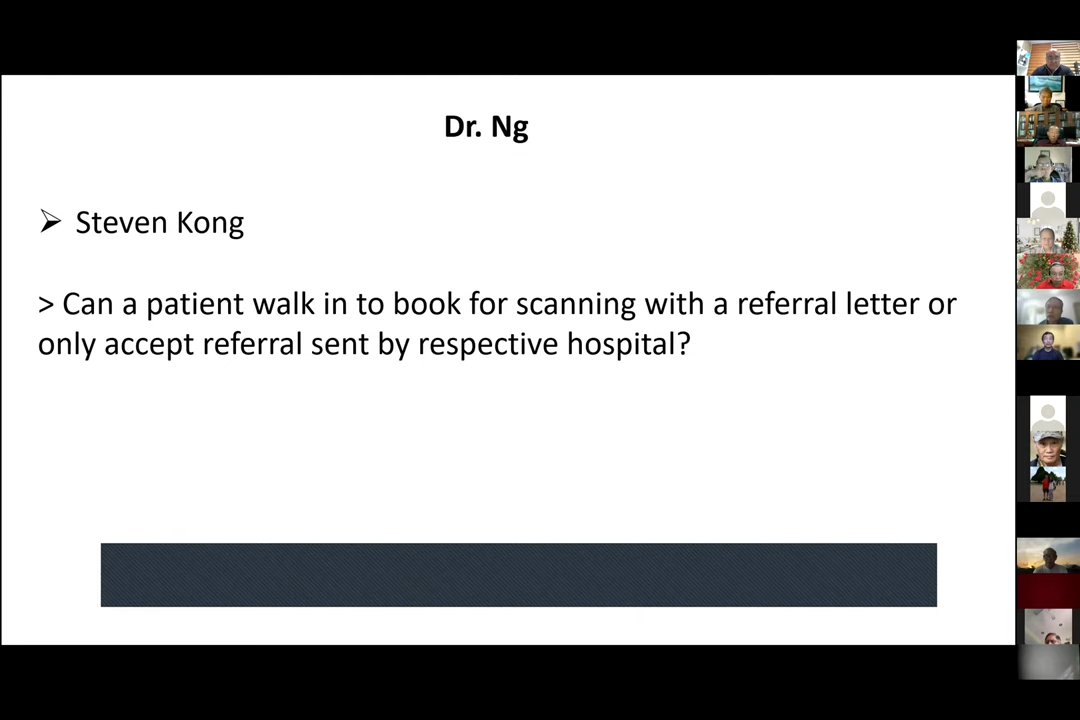 Dr. Ng
➢ Steven Kong
> Can a patient walk in to book for scanning with a referral letter or
only accept referral sent by respective hospital?